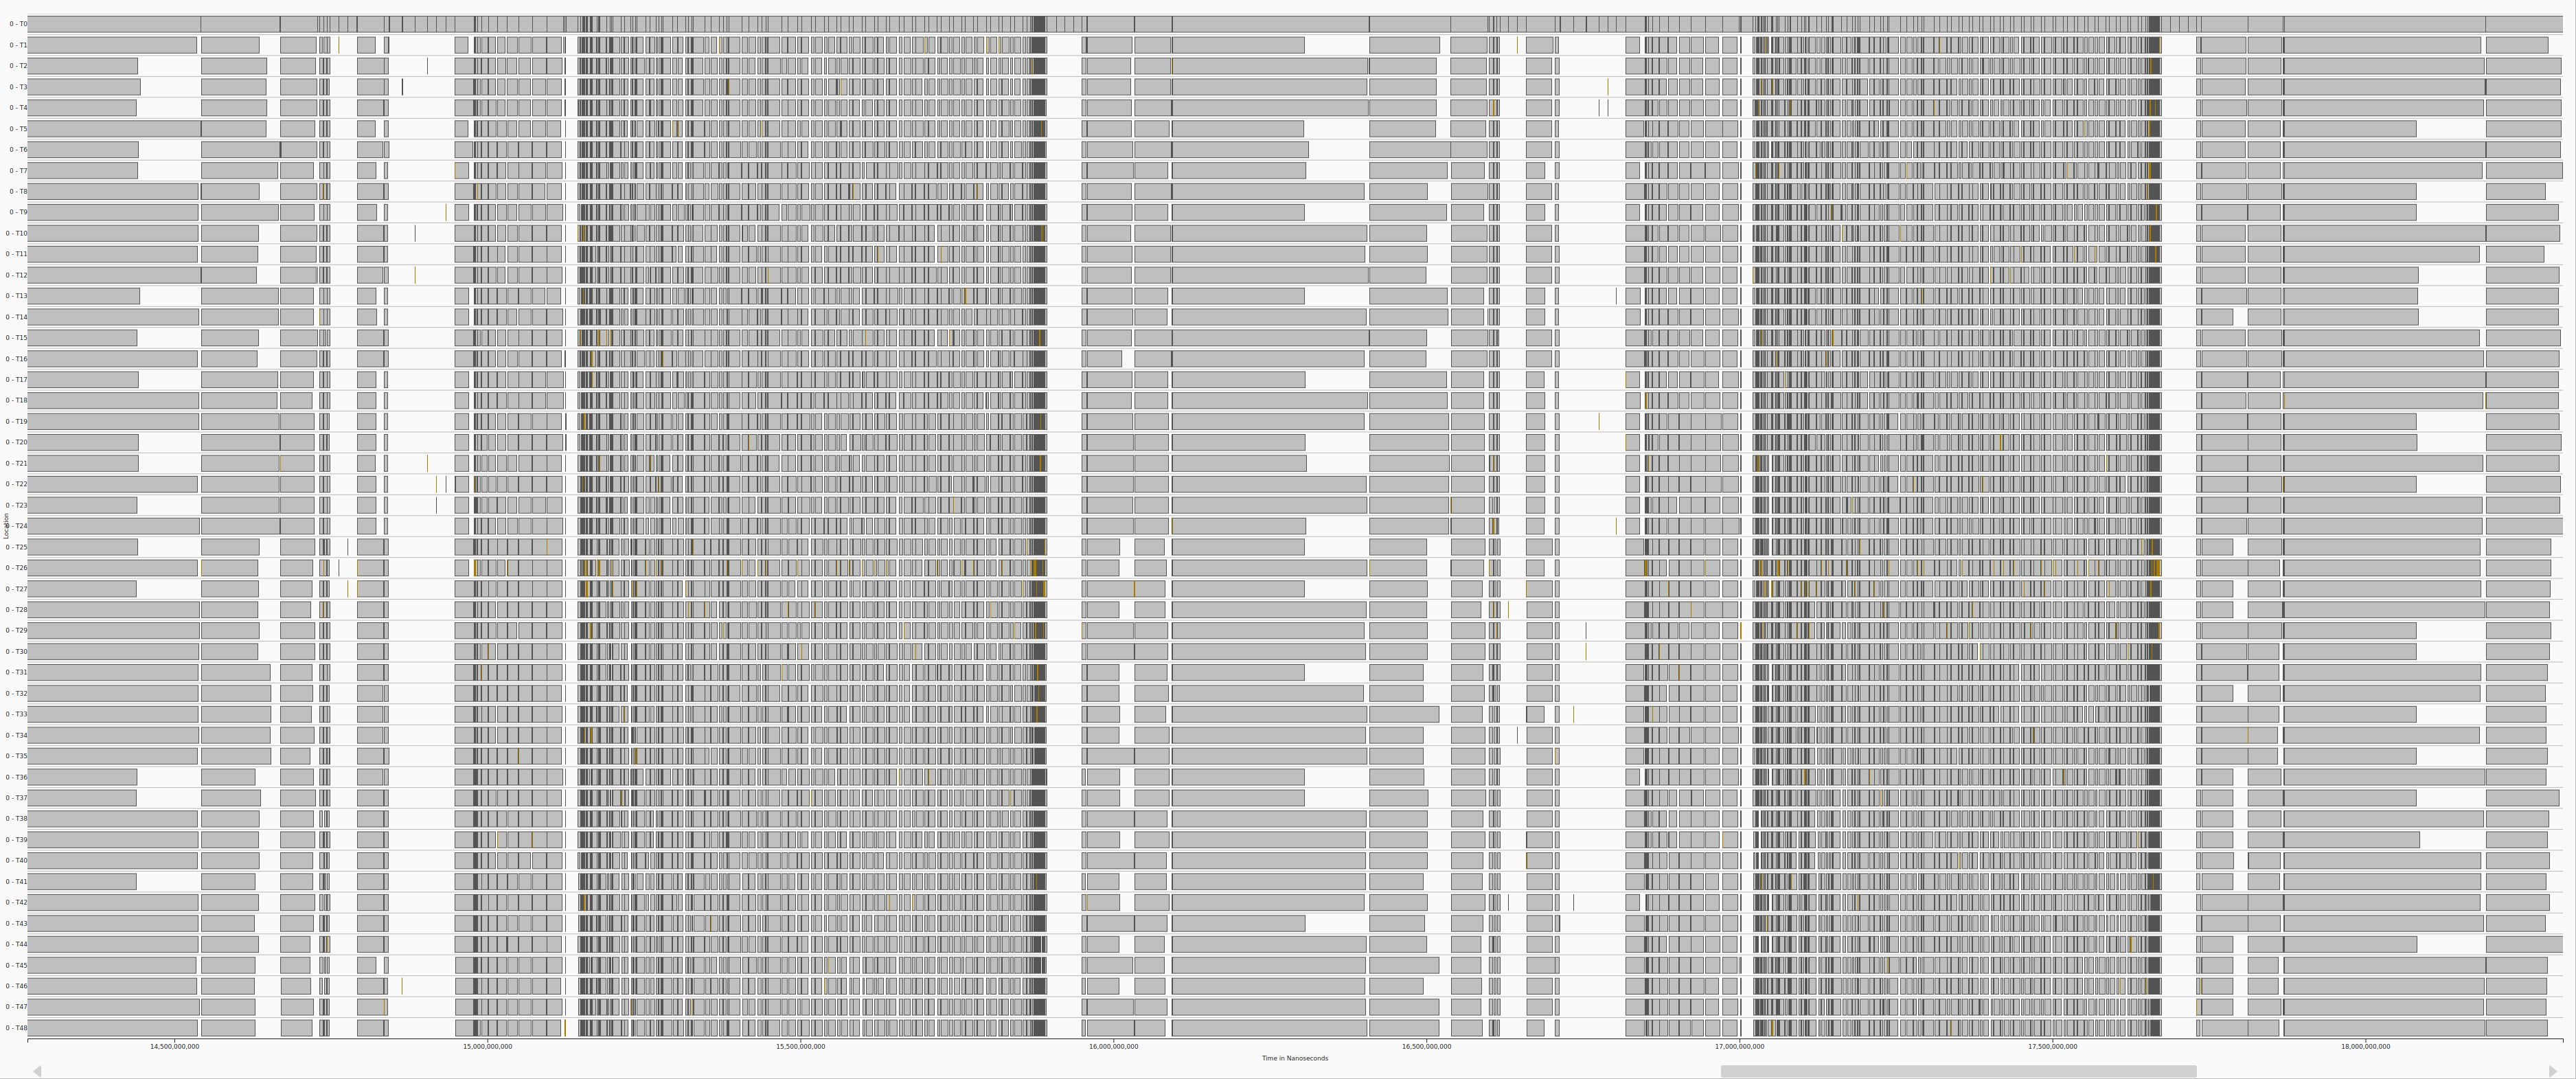 0 - T0
0 - T1
0 - T2
0 - T3
0 - T4
0 - T5
0 - T6
0 - T7
0 - T8
0 - T9
0 - T10
0 - T11
0 - T12
0 - T13
0 - T14
0 - T15
0 - T16
0 - T17
0 - T18
0 - T19
0 - T20
0 - T21
0 - T22
0 - T23
Location
0 - T24
0 - T25
0 - T26
0 - T27
0 - T28
0 - T29
0 - T30
0 - T31
0 - T32
0 - T33
0 - T34
0 - T35
0 - T36
0 - T37
0 - T38
0 - T39
0 - T40
0 - T41
0 - T42
0 - T43
0 - T44
0 - T45
0 - T46
0 - T47
0 - T48
14,500,000,000 15,000,000,000 15,500,000,000 16,000,000,000 16,500,000,000 17,000,000,000 17,500,000,000 18,000,000,000
Time in Nanoseconds